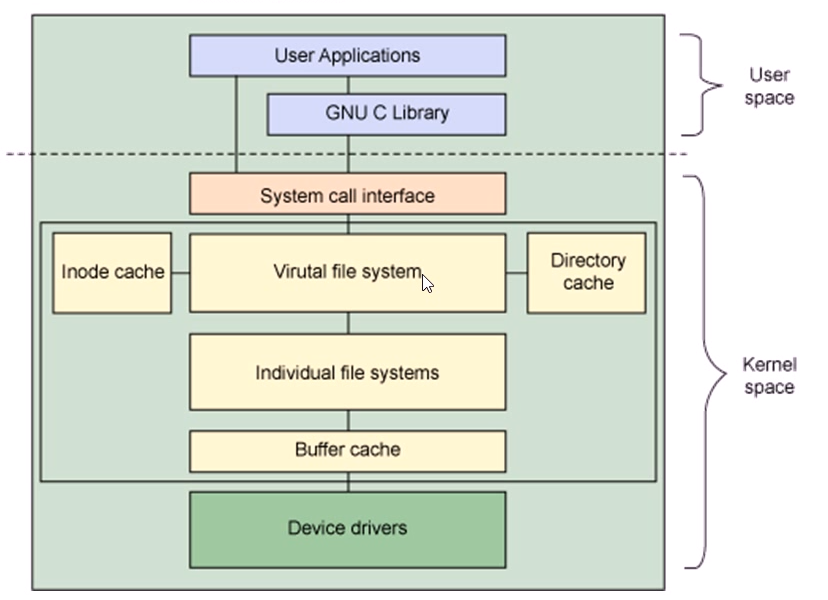 User Applications
GNU C Library
User
space
System call interface
Inode cache
Virutal file system
Directory
cache
Individual file systems
Kernel
space
Buffer cache
Device drivers